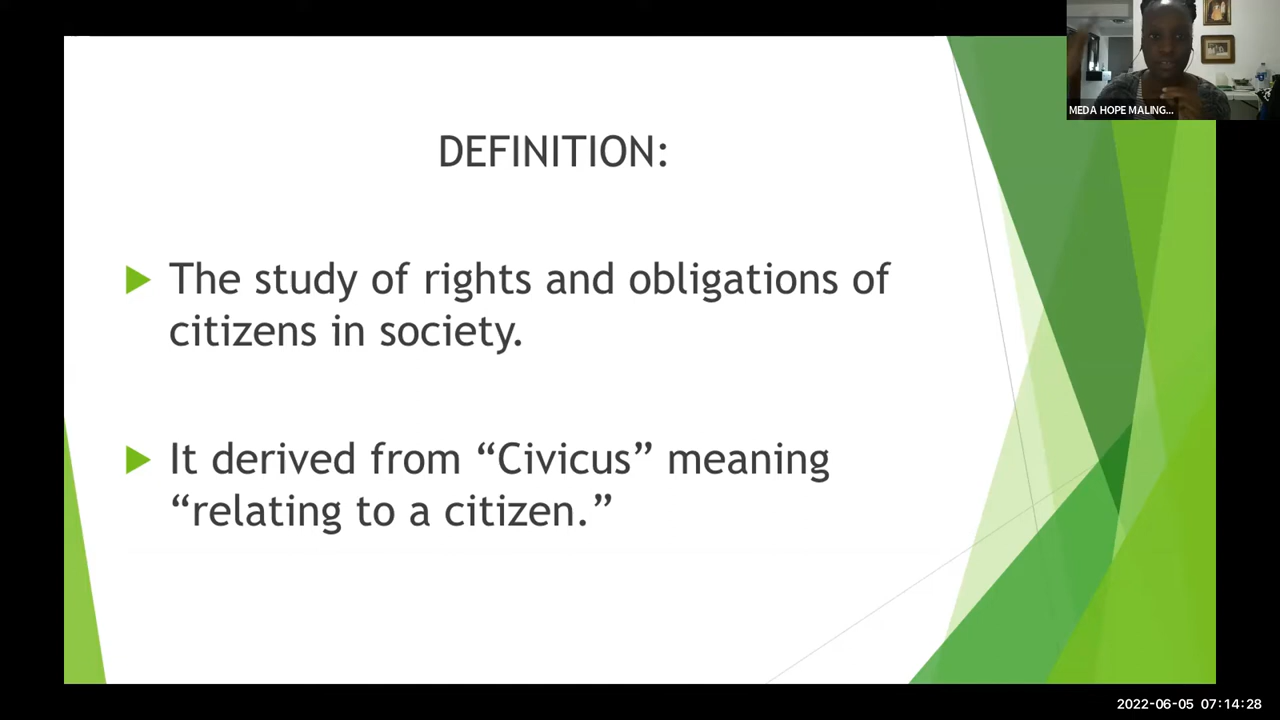 MEDA HOPE MALING...
DEFINITION:
The study of rights and obligations of
citizens in society.
It derived from “Civicus” meaning
“relating to a citizen.”
2022-06-05 07:14:28